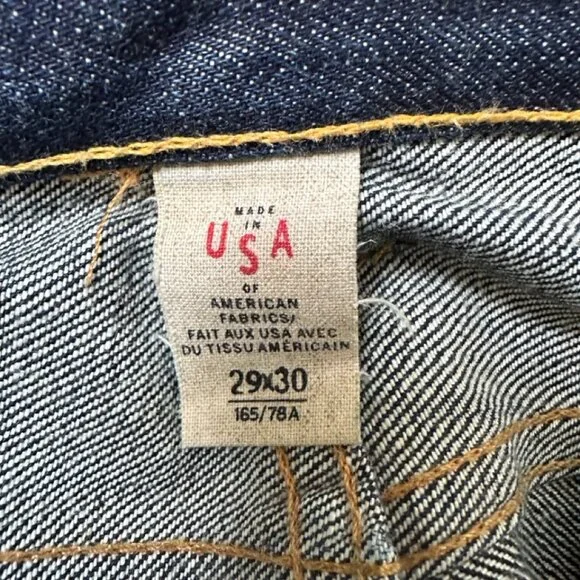 MADE
IN
USA
OF
AMERICAN
FABRICS/
FAIT AUX USA AVEC
DU TISSU AMÉRICAIN
29x30
165/78A